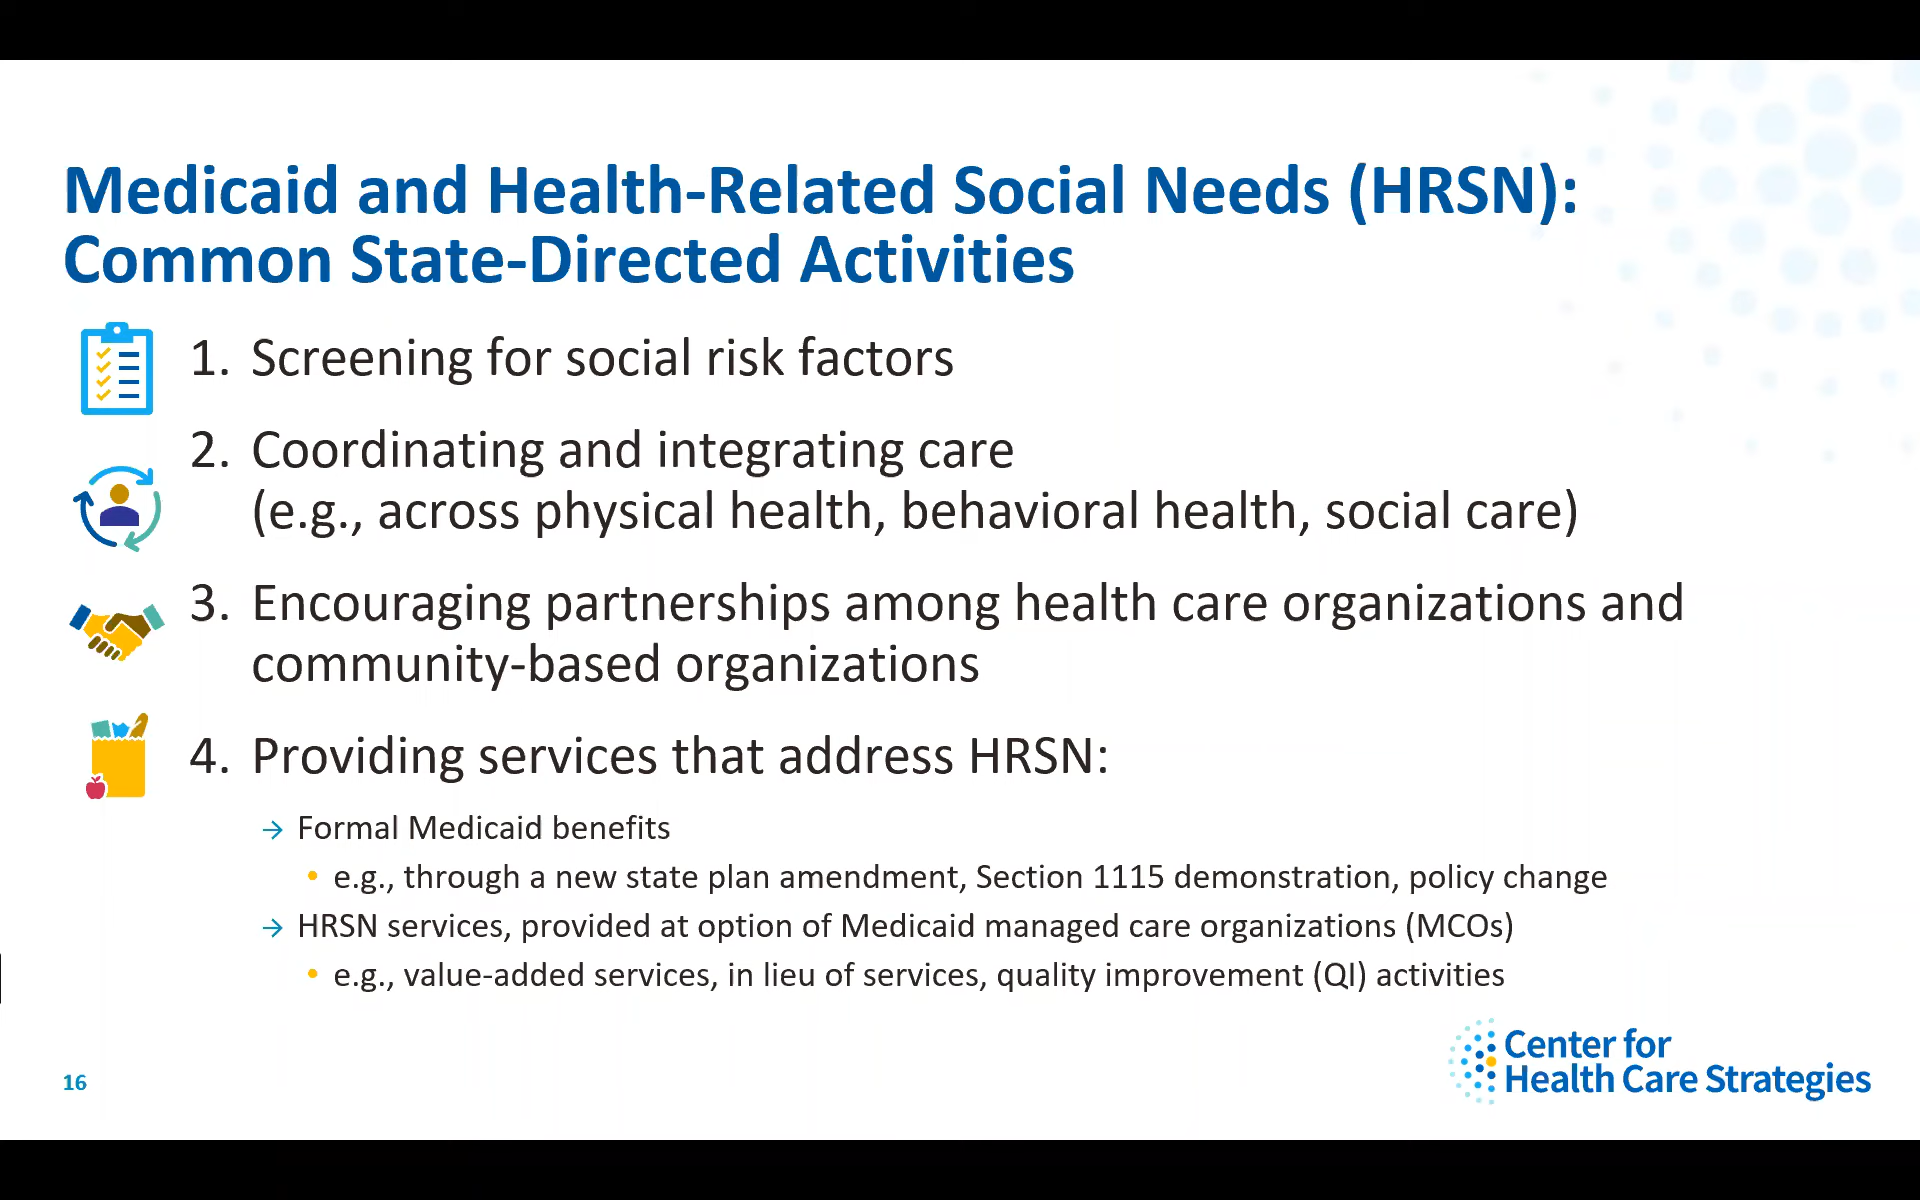 Medicaid and Health-Related Social Needs (HRSN):
Common State-Directed Activities
1. Screening for social risk factors
2. Coordinating and integrating care
(e.g., across physical health, behavioral health, social care)
3. Encouraging partnerships among health care organizations and
community-based organizations
4. Providing services that address HRSN:
→ Formal Medicaid benefits
• e.g., through a new state plan amendment, Section 1115 demonstration, policy change
→ HRSN services, provided at option of Medicaid managed care organizations (MCOs)
• e.g., value-added services, in lieu of services, quality improvement (QI) activities
16
Center for
Health Care Strategies